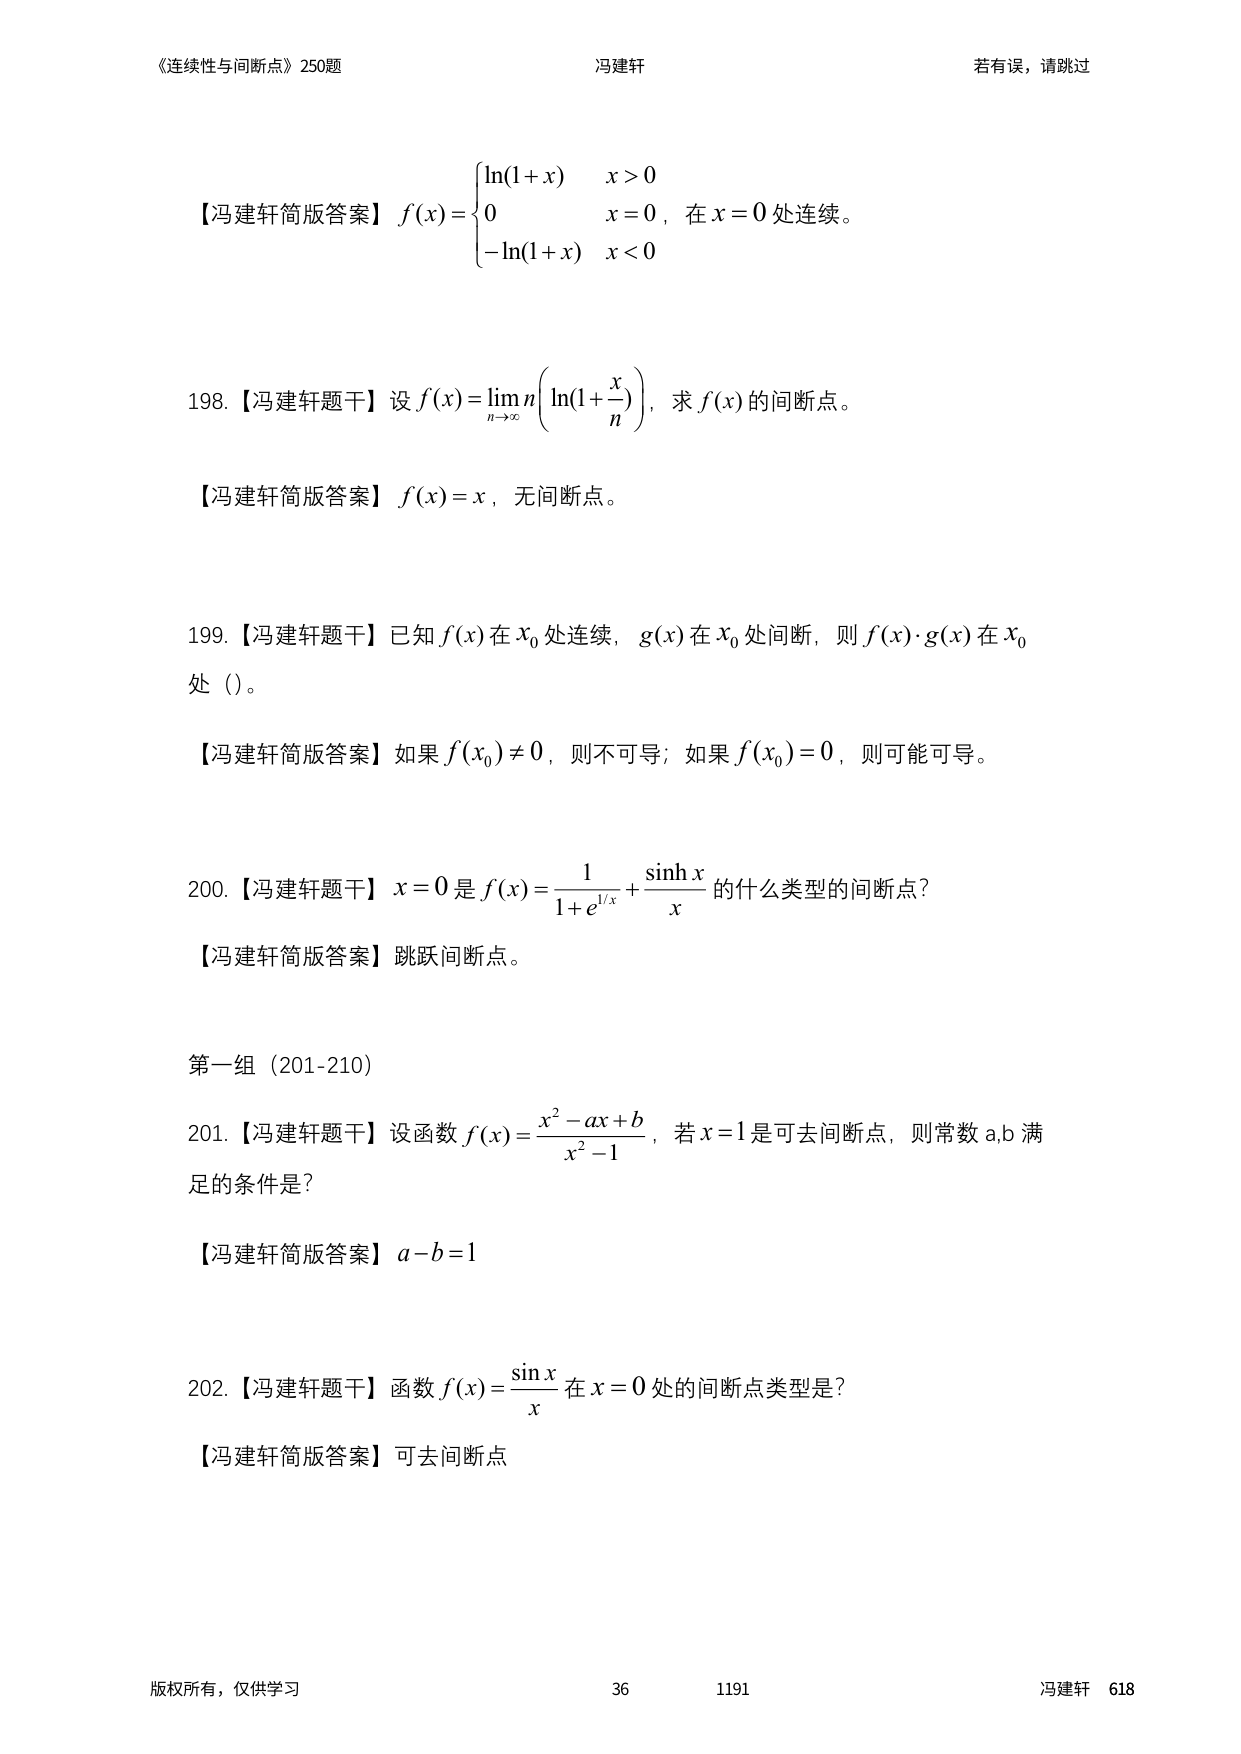 《连续性与间断点》250题 冯建轩 若有误，请跳过
【冯建轩简版答案】 f(x) = { ln(1+x) x > 0
0 x = 0 ，在 x = 0 处连续。
−ln(1+x) x < 0
198.【冯建轩题干】设 f(x) = lim n→∞ n( ln(1 + x/n) )，求 f(x) 的间断点。
【冯建轩简版答案】 f(x) = x ，无间断点。
199.【冯建轩题干】已知 f(x) 在 x₀ 处连续， g(x) 在 x₀ 处间断，则 f(x)·g(x) 在 x₀
处（）。
【冯建轩简版答案】如果 f(x₀) ≠ 0 ，则不可导；如果 f(x₀) = 0 ，则可能可导。
200.【冯建轩题干】 x = 0 是 f(x) = 1/(1+e^{1/x}) + sinh x/x 的什么类型的间断点？
【冯建轩简版答案】跳跃间断点。
第一组（201-210）
201.【冯建轩题干】设函数 f(x) = (x² − ax + b)/(x² − 1) ，若 x = 1 是可去间断点，则常数 a,b 满
足的条件是？
【冯建轩简版答案】 a − b = 1
202.【冯建轩题干】函数 f(x) = sin x/x 在 x = 0 处的间断点类型是？
【冯建轩简版答案】可去间断点
版权所有，仅供学习 36 1191 冯建轩 618